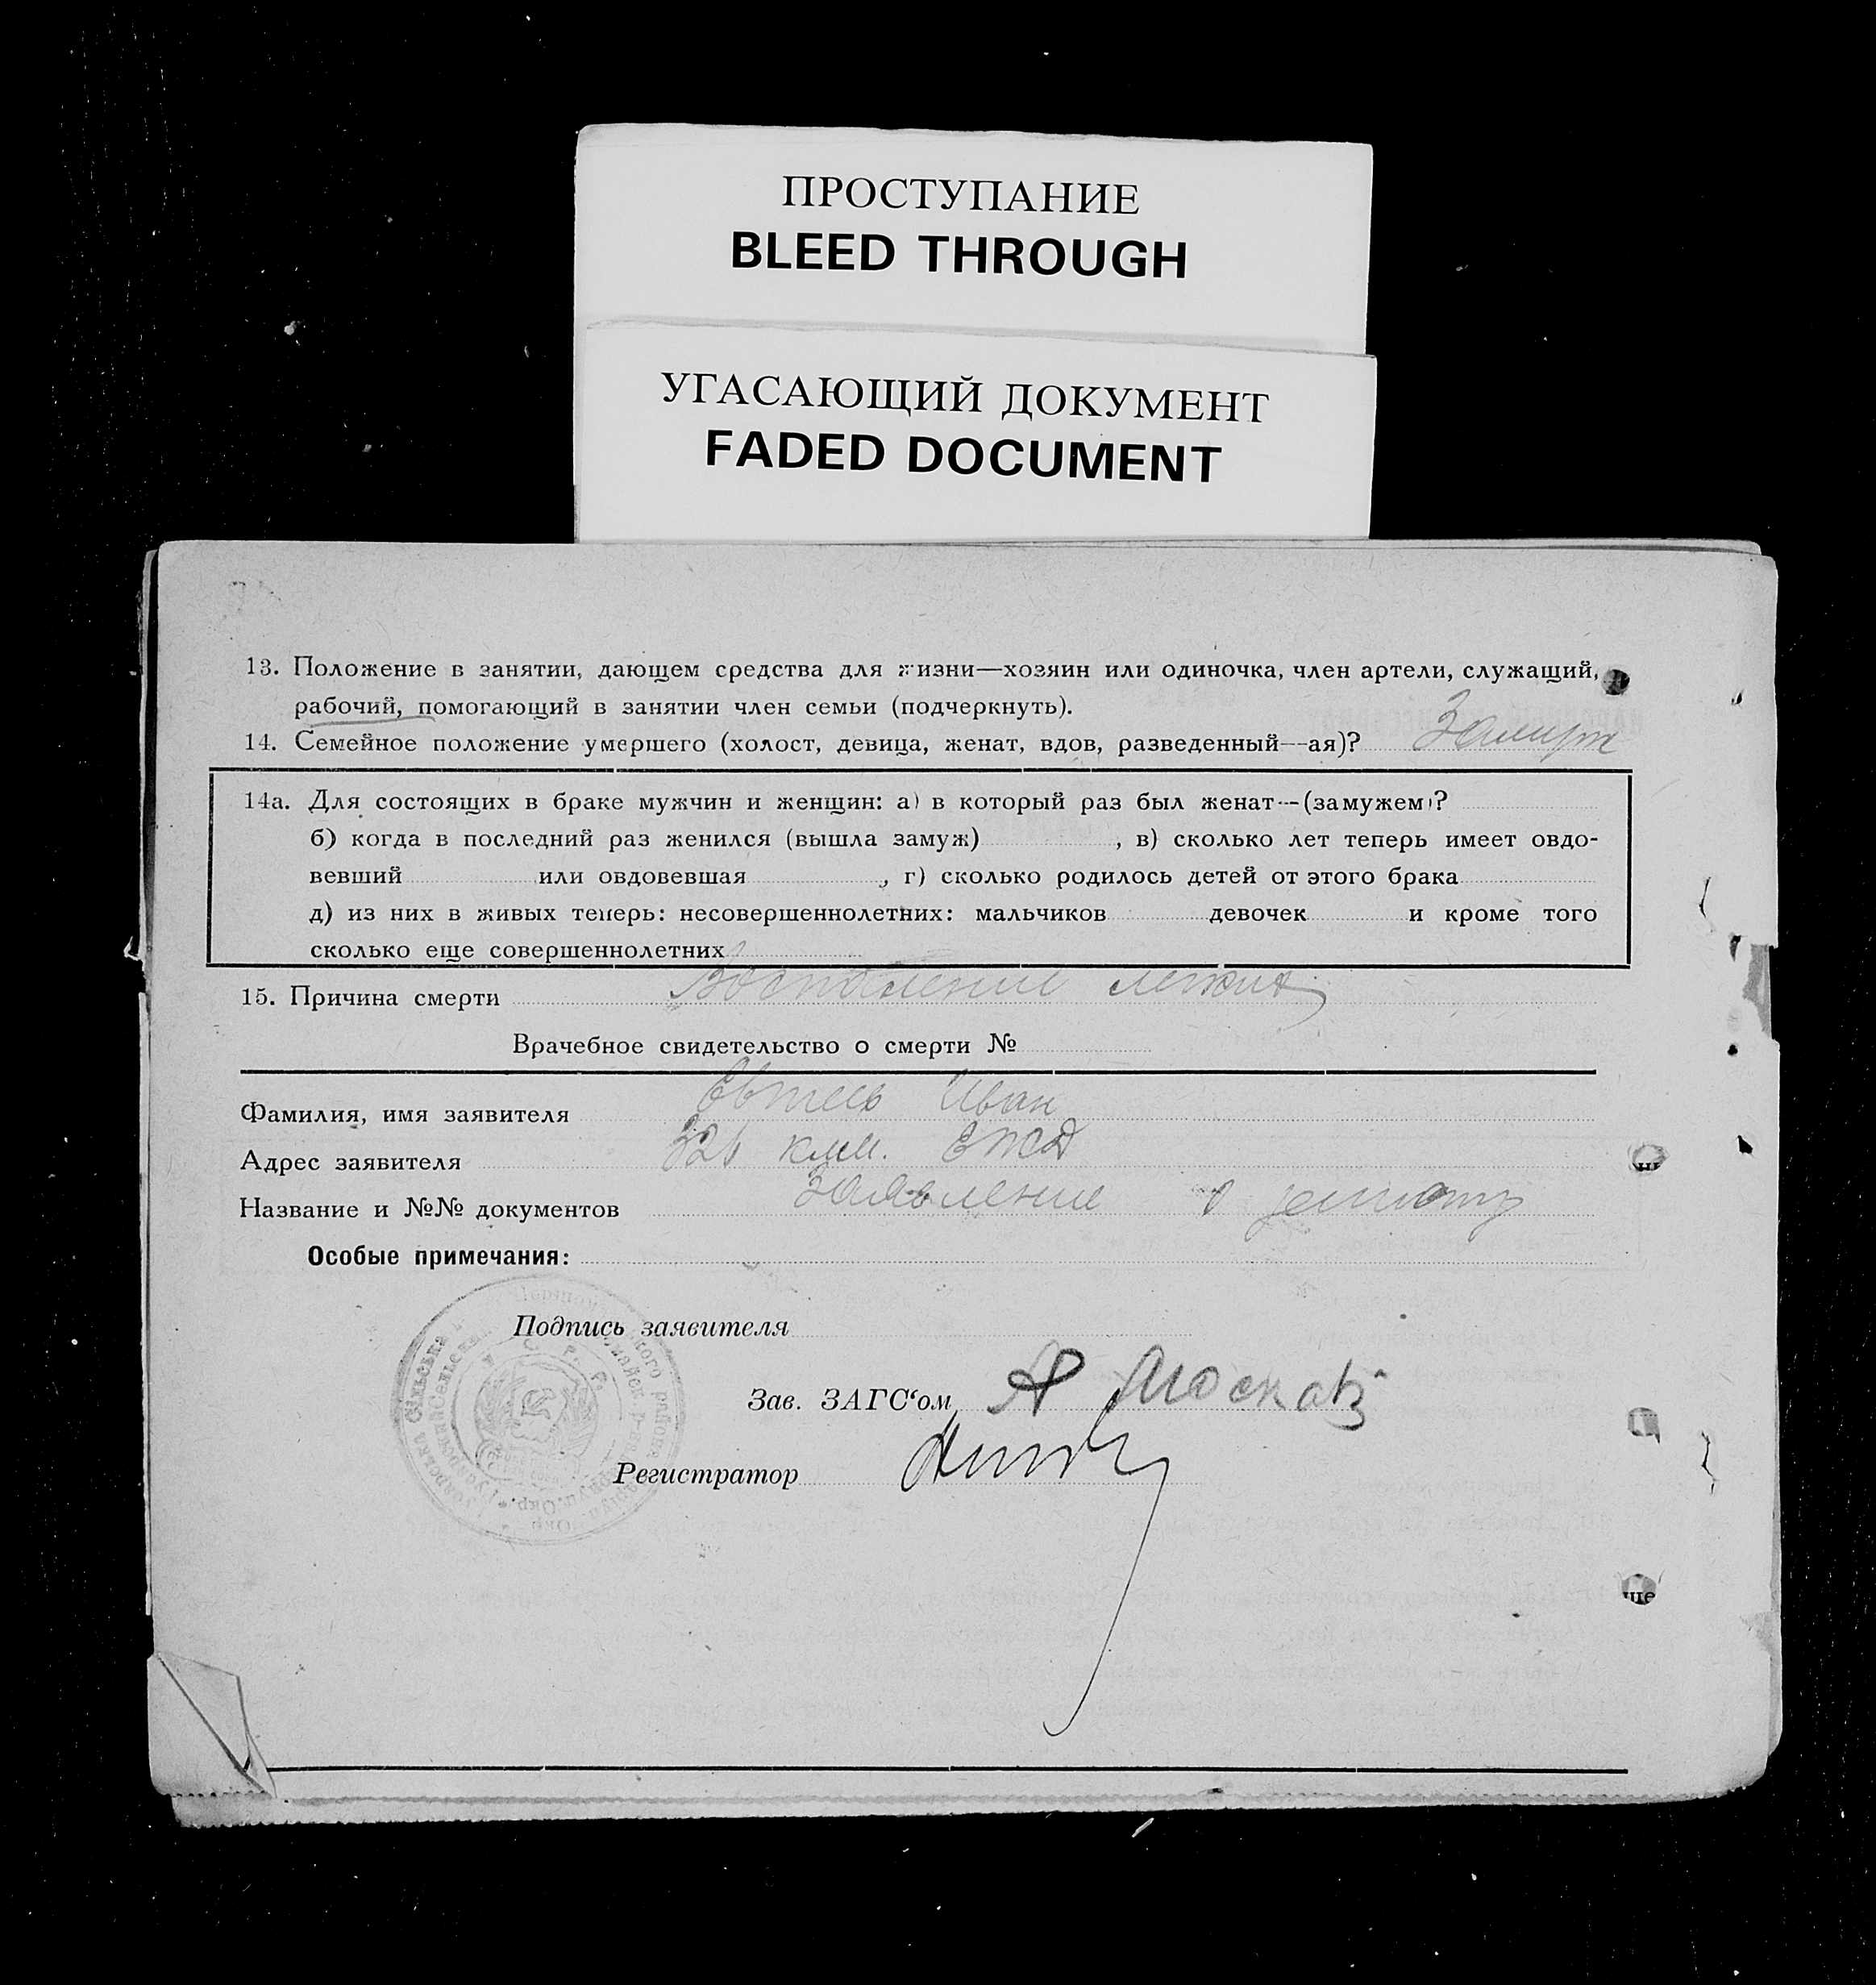 ПРОСТУПАНИЕ
BLEED THROUGH
УГАСАЮЩИЙ ДОКУМЕНТ
FADED DOCUMENT
13. Положение в занятии, дающем средства для жизни—хозяин или одиночка, член артели, служащий,
рабочий, помогающий в занятии член семьи (подчеркнуть).
14. Семейное положение умершего (холост, девица, женат, вдов, разведенный—ая)?
14а. Для состоящих в браке мужчин и женщин: а) в который раз был женат—(замужем)?
б) когда в последний раз женился (вышла замуж) , в) сколько лет теперь имеет овдо-
вевший или овдовевшая , г) сколько родилось детей от этого брака
д) из них в живых теперь: несовершеннолетних: мальчиков девочек и кроме того
сколько еще совершеннолетних
15. Причина смерти Воспаление легких
Врачебное свидетельство о смерти №
Фамилия, имя заявителя Иван
Адрес заявителя клм.
Название и №№ документов Заявление о
Особые примечания:
Подпись заявителя
Зав. ЗАГС'ом
Регистратор